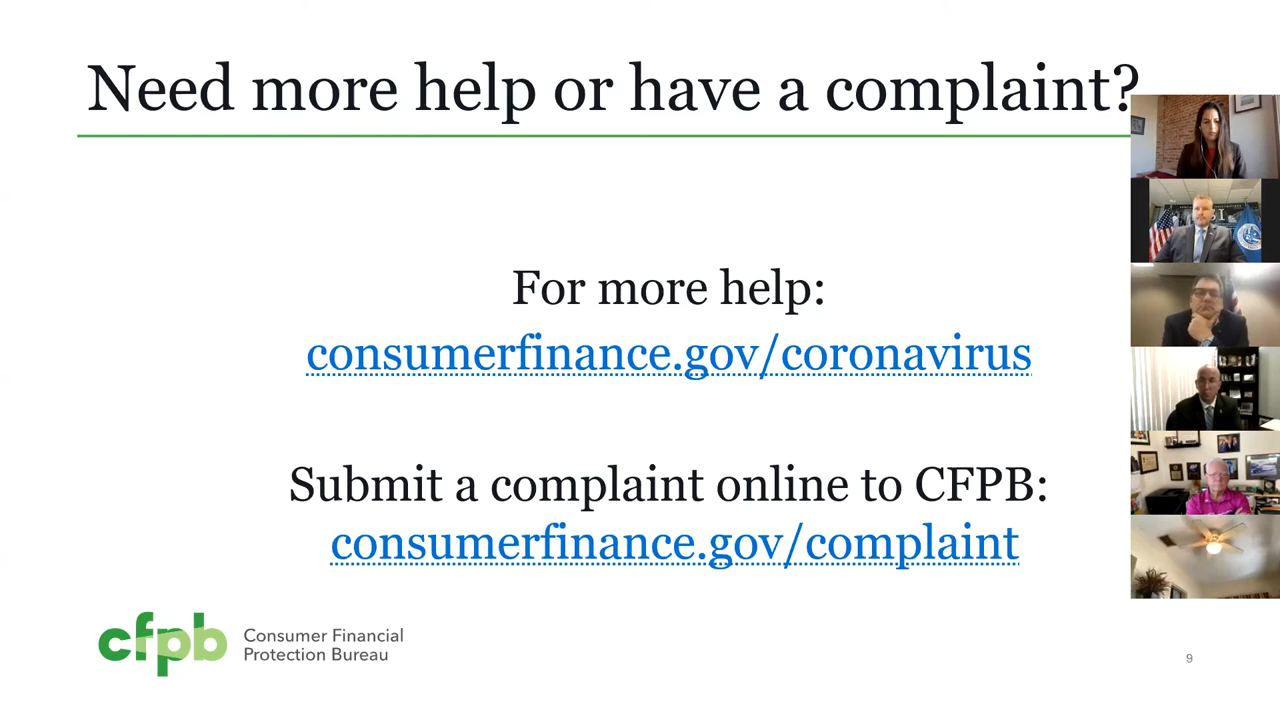 Need more help or have a complaint?
For more help:
consumerfinance.gov/coronavirus
Submit a complaint online to CFPB:
consumerfinance.gov/complaint
cfpb
Consumer Financial
Protection Bureau
9